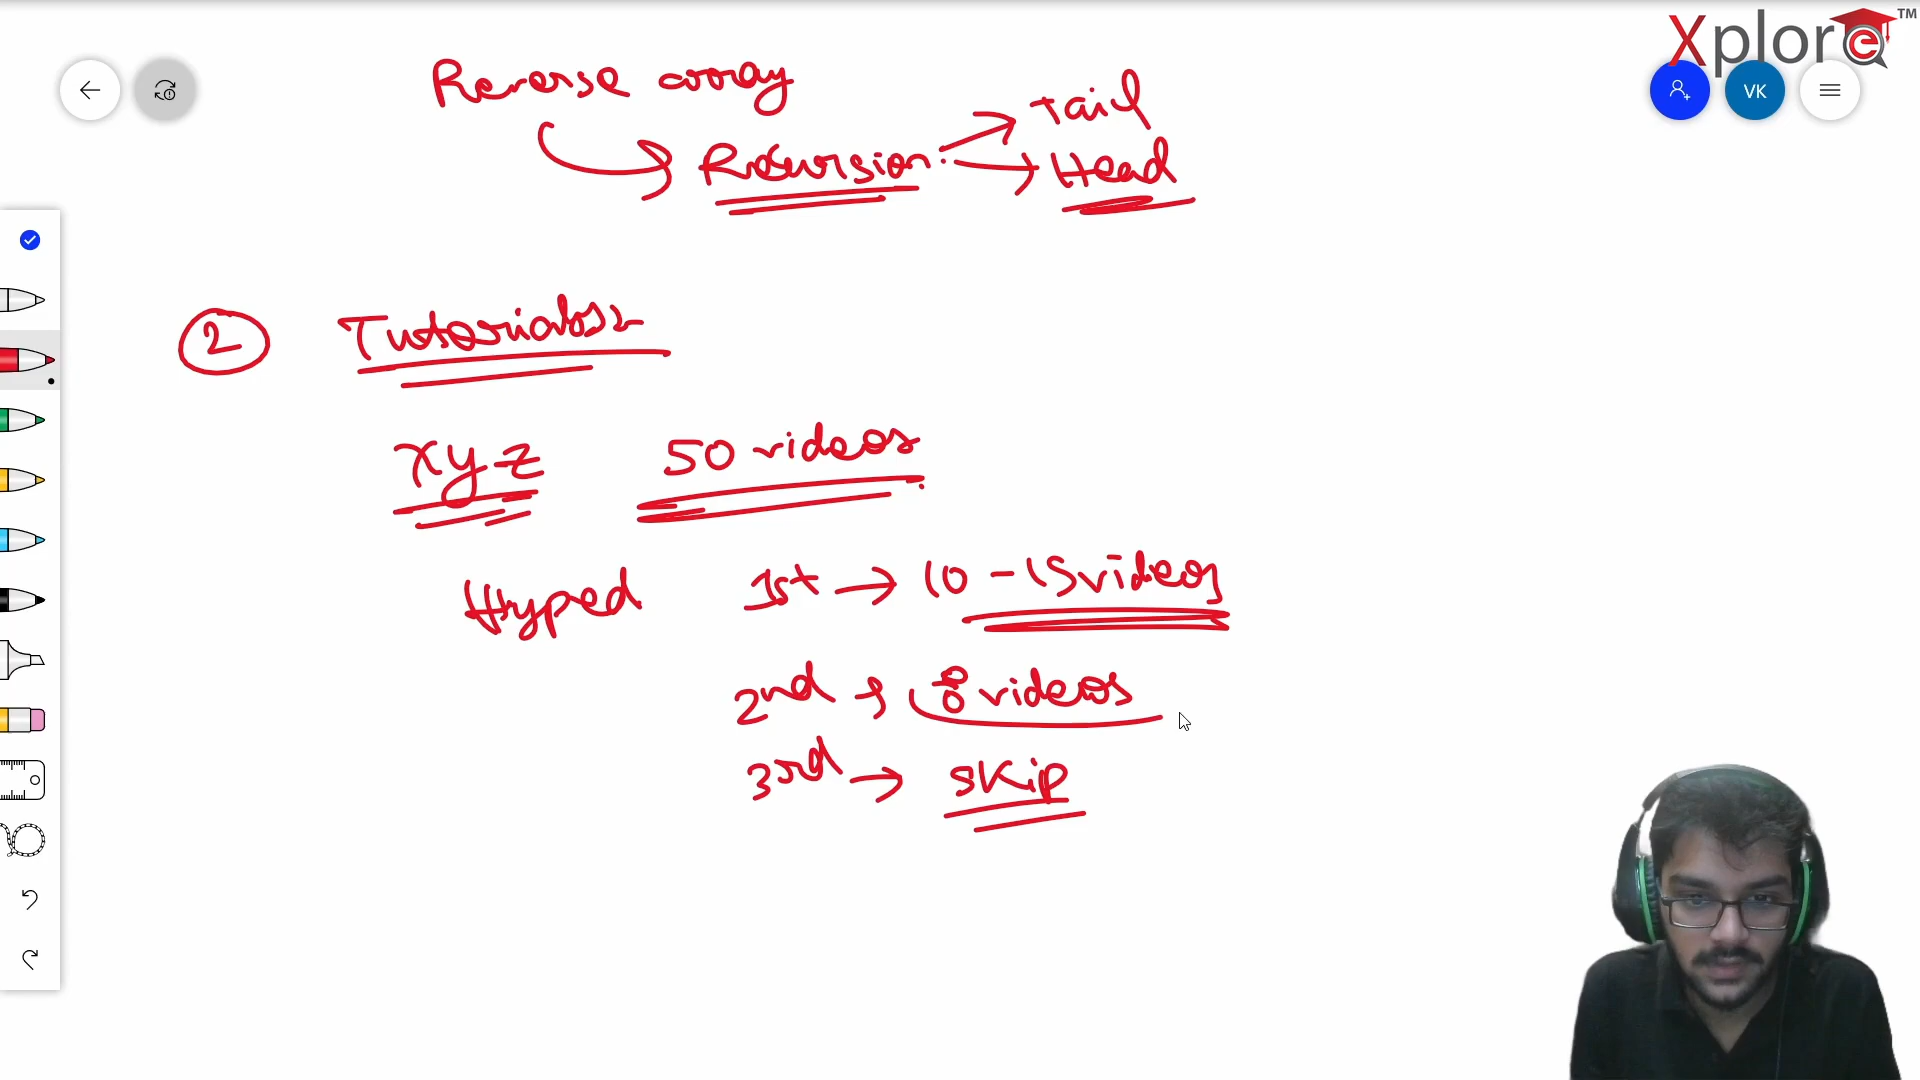 Xplore TM
Reverse array
VK
Tail
Recursion
Head
2 Tutorials
xyz 50 videos
Hyped 1st → 10 - 15 videos
2nd → 8 videos
3rd → skip